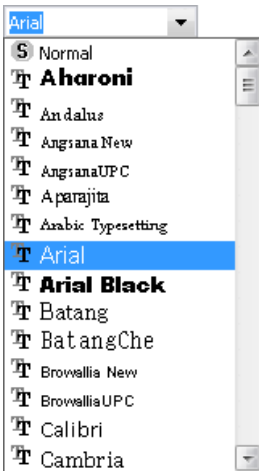 Arial
S Normal
Aharoni
Andalus
Angsana New
AngsanaUPC
Aparajita
Arabic Typesetting
Arial
Arial Black
Batang
BatangChe
Browallia New
BrowalliaUPC
Calibri
Cambria